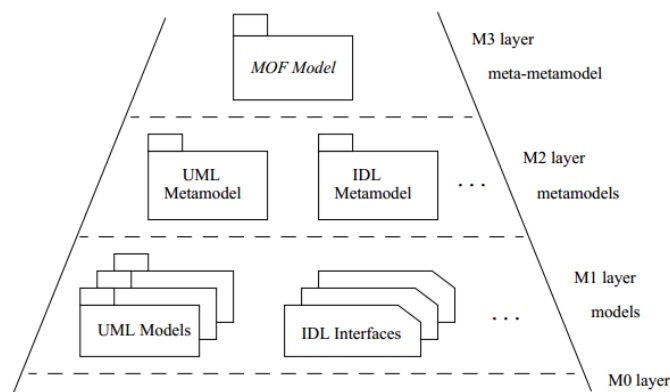 MOF Model
M3 layer
meta-metamodel
UML
Metamodel
IDL
Metamodel
. . .
M2 layer
metamodels
UML Models
IDL Interfaces
. . .
M1 layer
models
M0 layer